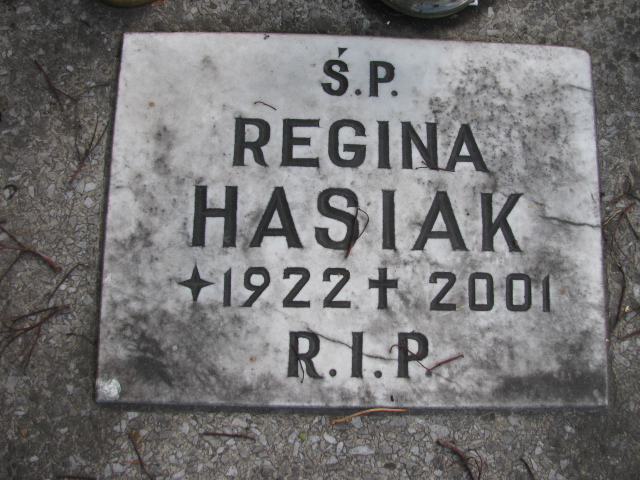 Ś.P.
REGINA
HASIAK
✦1922✝2001
R.I.P.